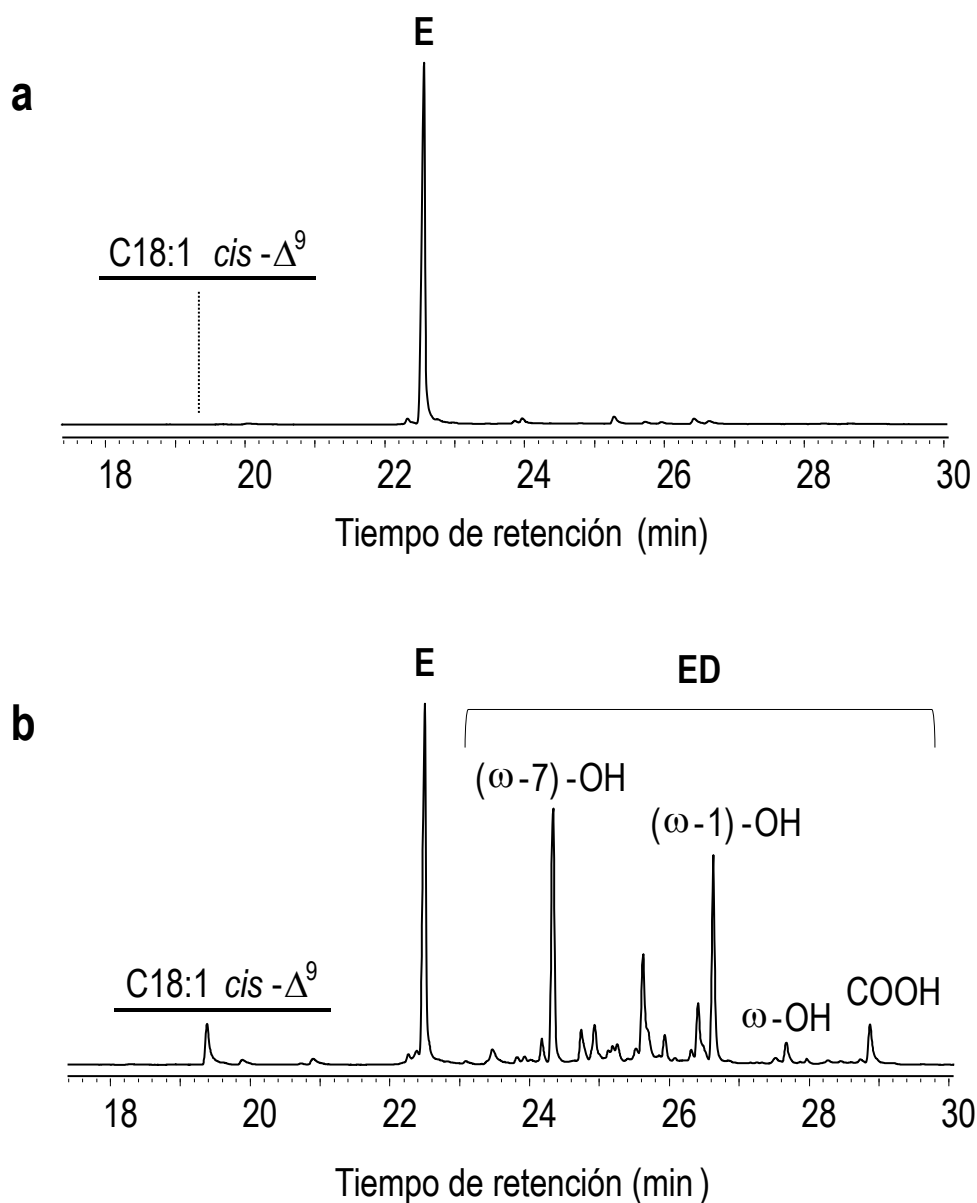 E
a
C18:1 cis -Δ⁹
18 20 22 24 26 28 30
Tiempo de retención (min)
E
ED
b
(ω-7) -OH
(ω-1) -OH
C18:1 cis -Δ⁹
ω-OH
COOH
18 20 22 24 26 28 30
Tiempo de retención (min )